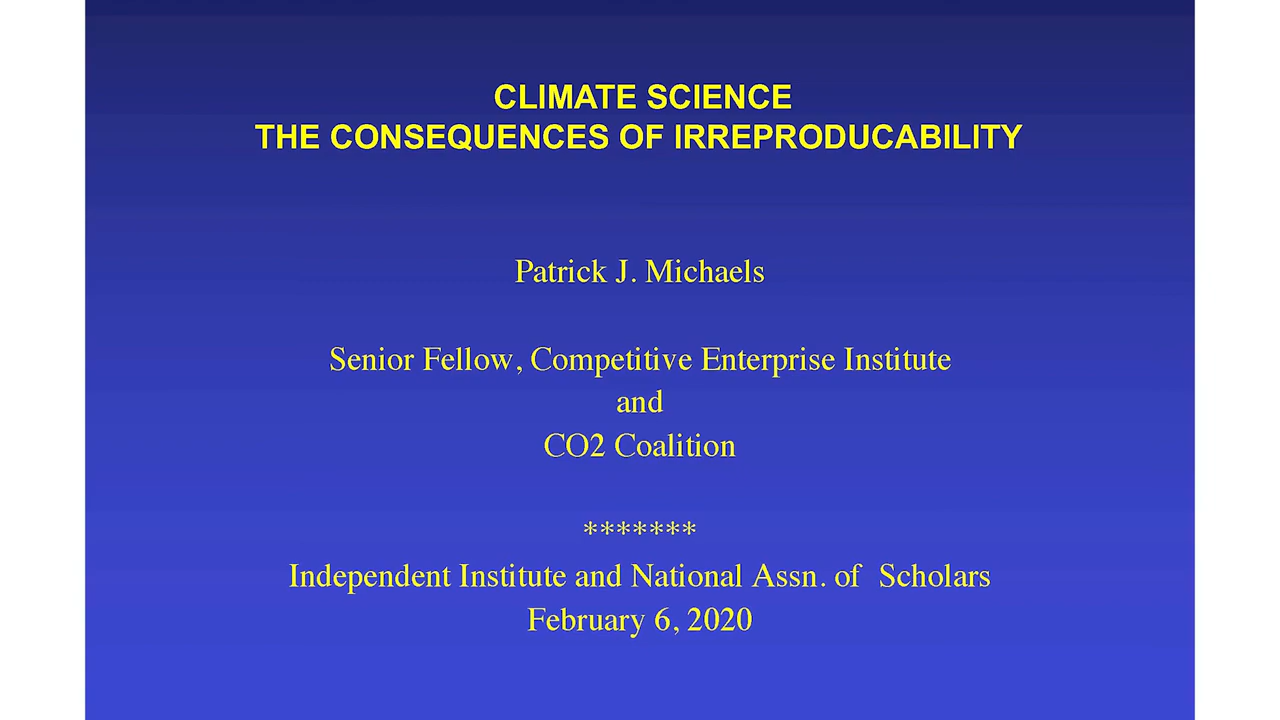 CLIMATE SCIENCE
THE CONSEQUENCES OF IRREPRODUCABILITY
Patrick J. Michaels
Senior Fellow, Competitive Enterprise Institute
and
CO2 Coalition
*******
Independent Institute and National Assn. of  Scholars
February 6, 2020